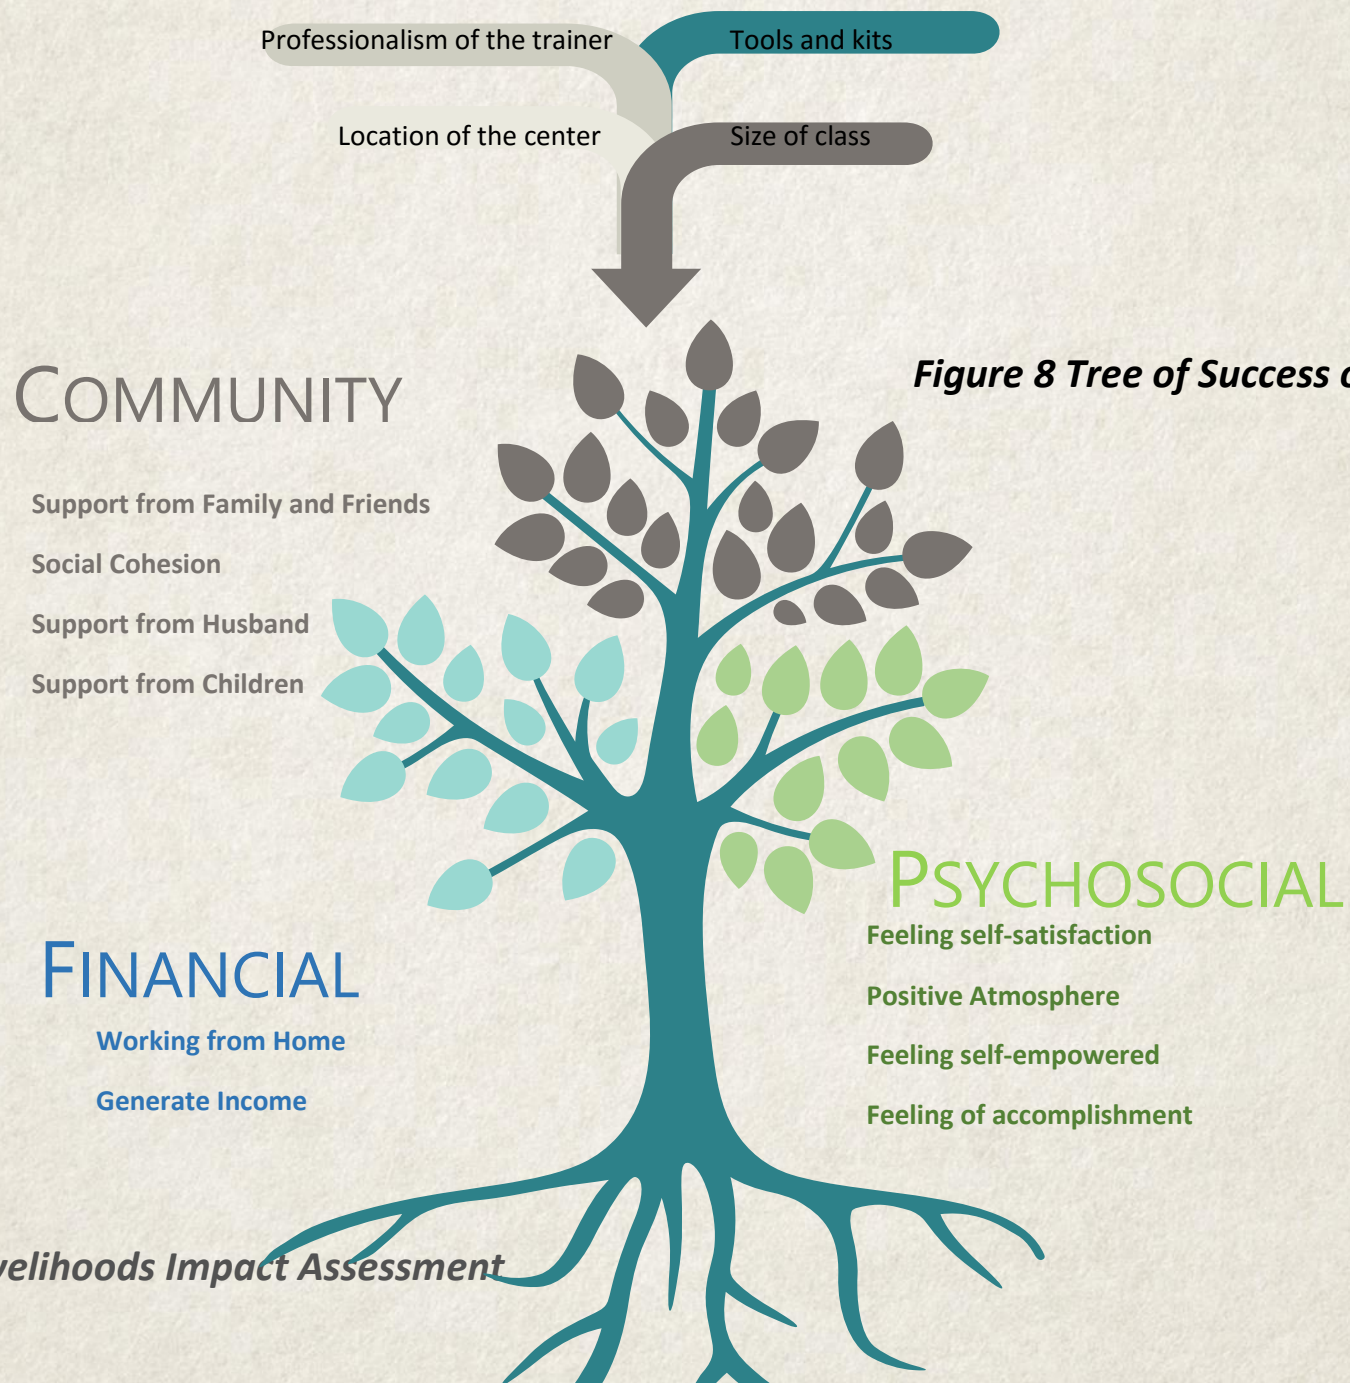 Professionalism of the trainer
Tools and kits
Location of the center
Size of class
Figure 8 Tree of Success
COMMUNITY
Support from Family and Friends
Social Cohesion
Support from Husband
Support from Children
PSYCHOSOCIAL
Feeling self-satisfaction
Positive Atmosphere
Feeling self-empowered
Feeling of accomplishment
FINANCIAL
Working from Home
Generate Income
velihoods Impact Assessment